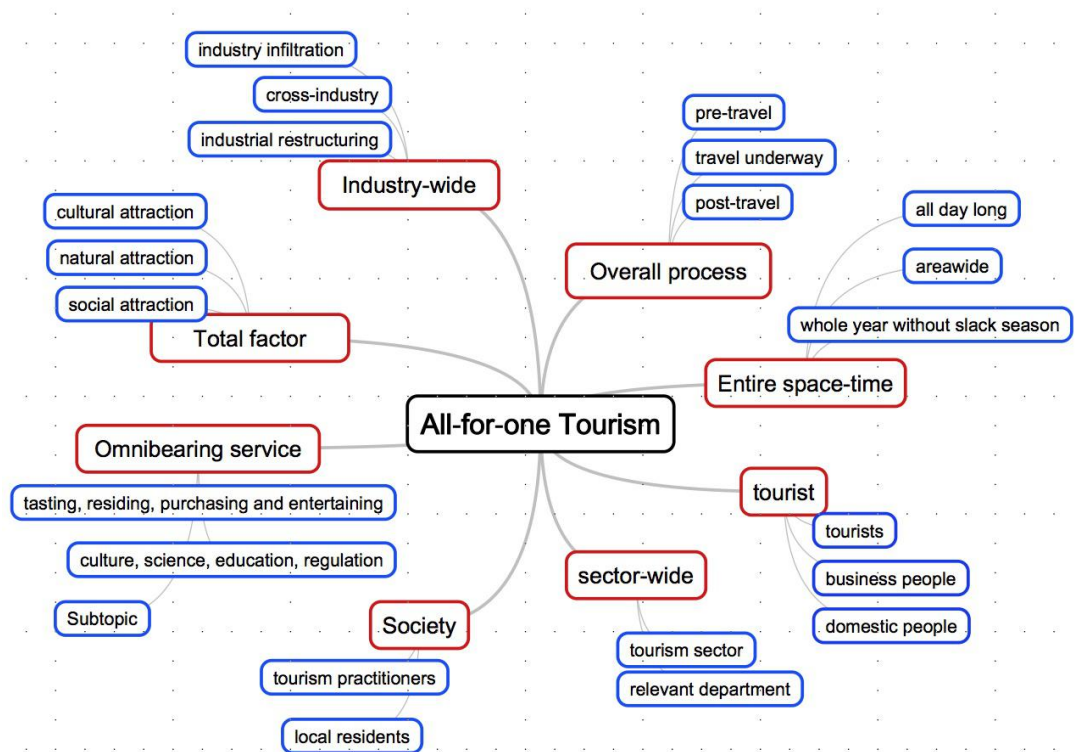 industry infiltration
cross-industry
industrial restructuring
Industry-wide
pre-travel
travel underway
post-travel
Overall process
cultural attraction
natural attraction
social attraction
Total factor
all day long
areawide
whole year without slack season
Entire space-time
All-for-one Tourism
Omnibearing service
tasting, residing, purchasing and entertaining
culture, science, education, regulation
Subtopic
tourist
tourists
business people
domestic people
sector-wide
tourism sector
relevant department
Society
tourism practitioners
local residents